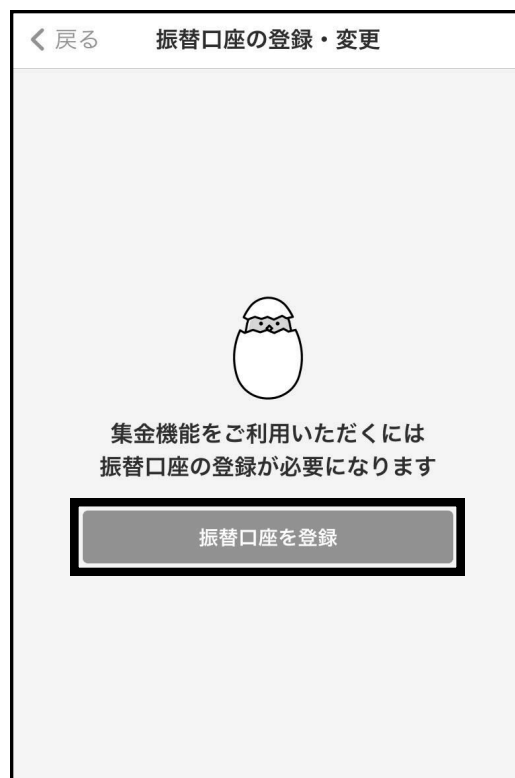 戻る 振替口座の登録・変更
集金機能をご利用いただくには
振替口座の登録が必要になります
振替口座を登録